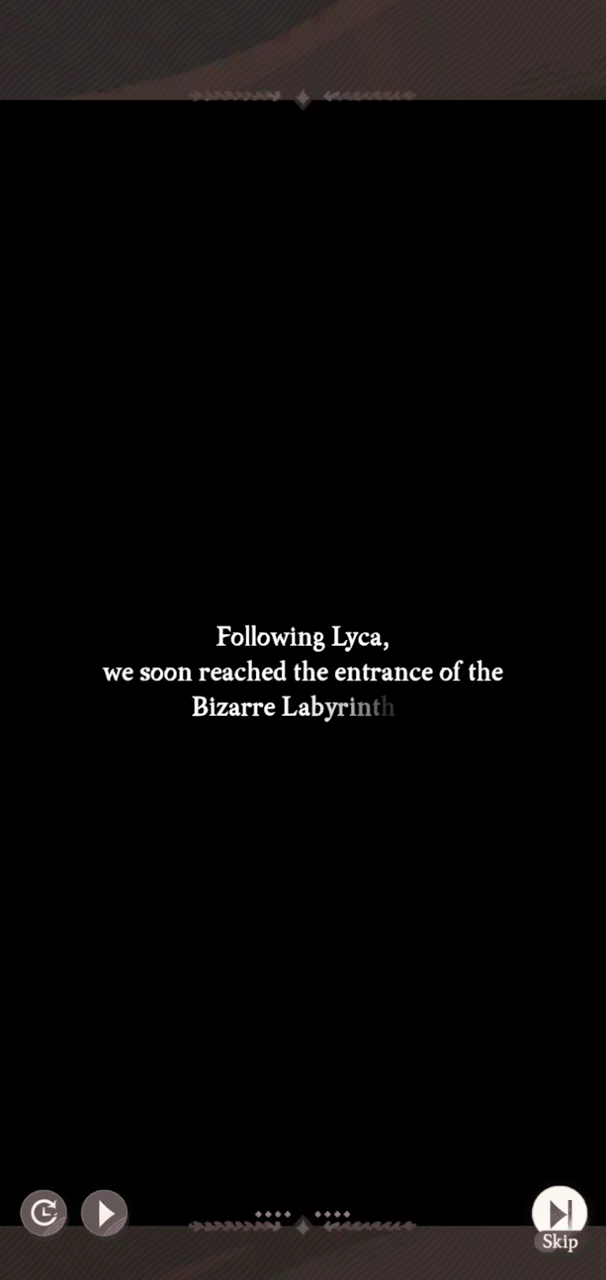 Following Lyca,
we soon reached the entrance of the
Bizarre Labyrinth
Skip